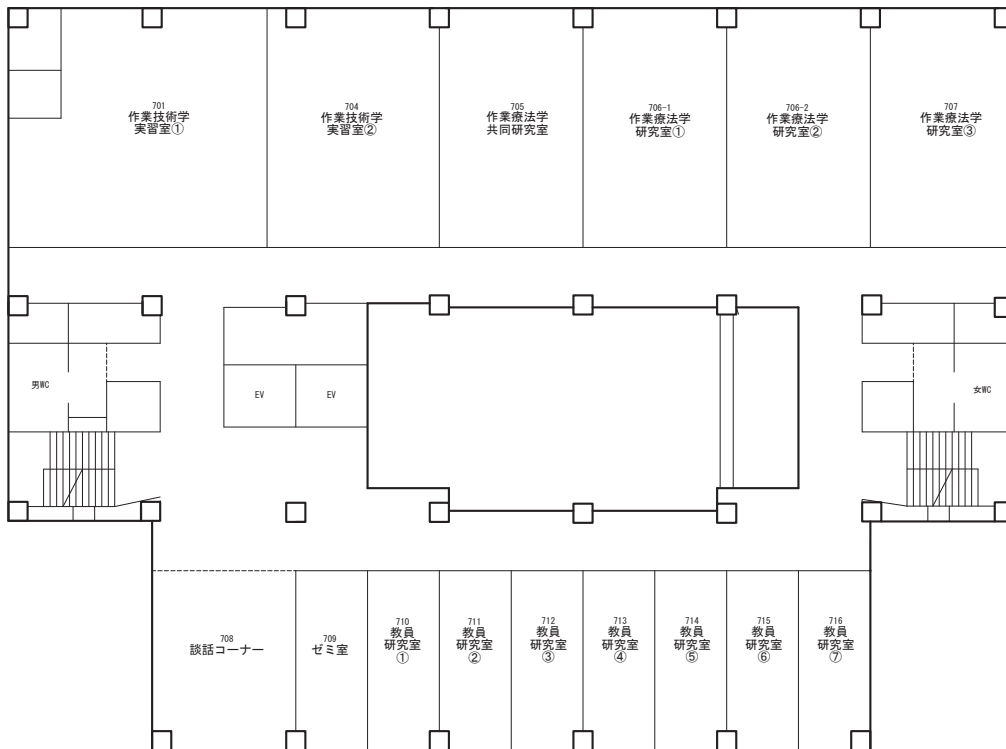 701
作業技術学
実習室①
704
作業技術学
実習室②
705
作業療法学
共同研究室
706-1
作業療法学
研究室①
706-2
作業療法学
研究室②
707
作業療法学
研究室③
男WC
EV
EV
女WC
708
談話コーナー
709
ゼミ室
710
教員
研究室
①
711
教員
研究室
②
712
教員
研究室
③
713
教員
研究室
④
714
教員
研究室
⑤
715
教員
研究室
⑥
716
教員
研究室
⑦